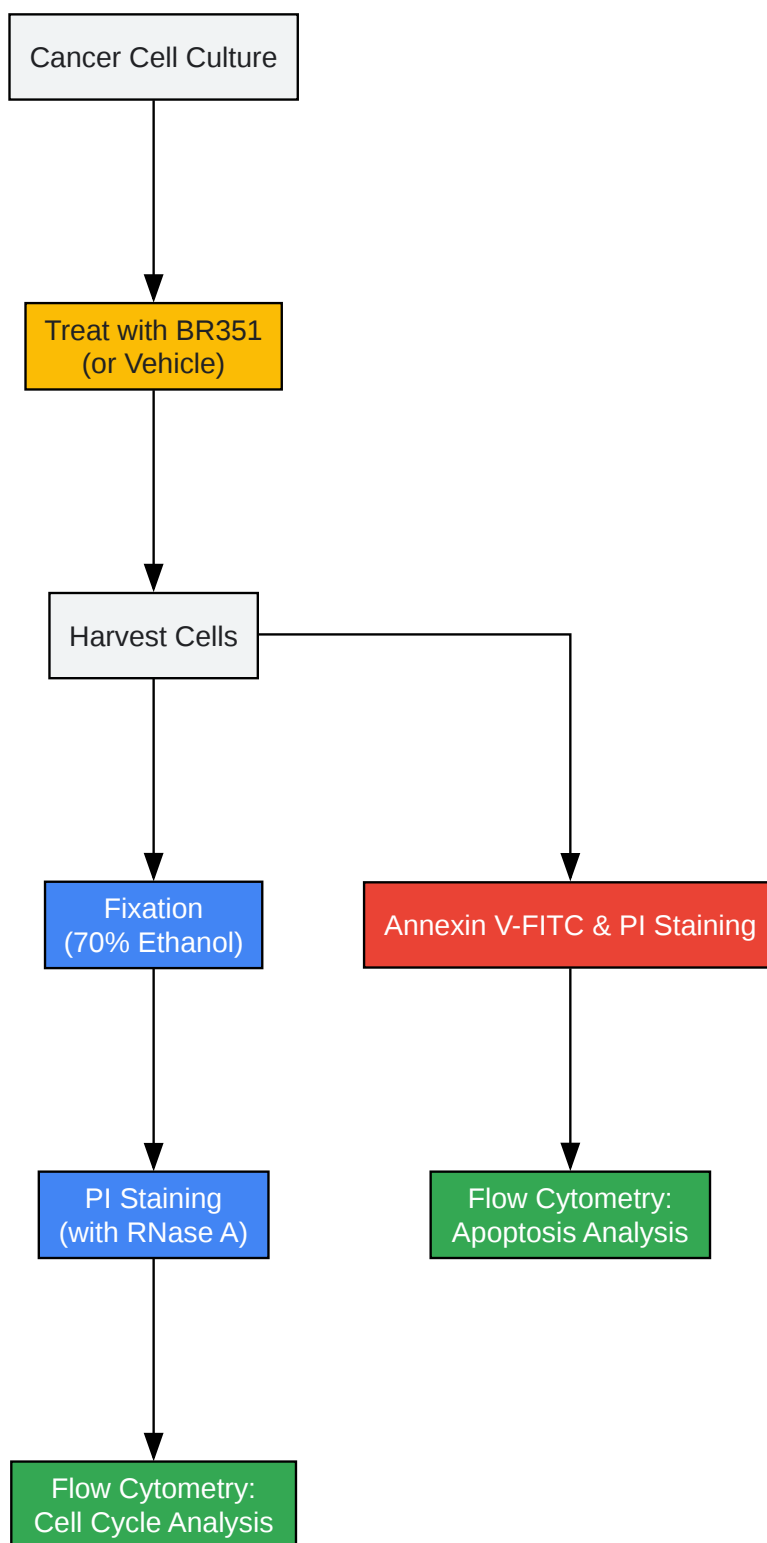 Cancer Cell Culture
Treat with BR351
(or Vehicle)
Harvest Cells
Fixation
(70% Ethanol)
Annexin V-FITC & PI Staining
PI Staining
(with RNase A)
Flow Cytometry:
Apoptosis Analysis
Flow Cytometry:
Cell Cycle Analysis